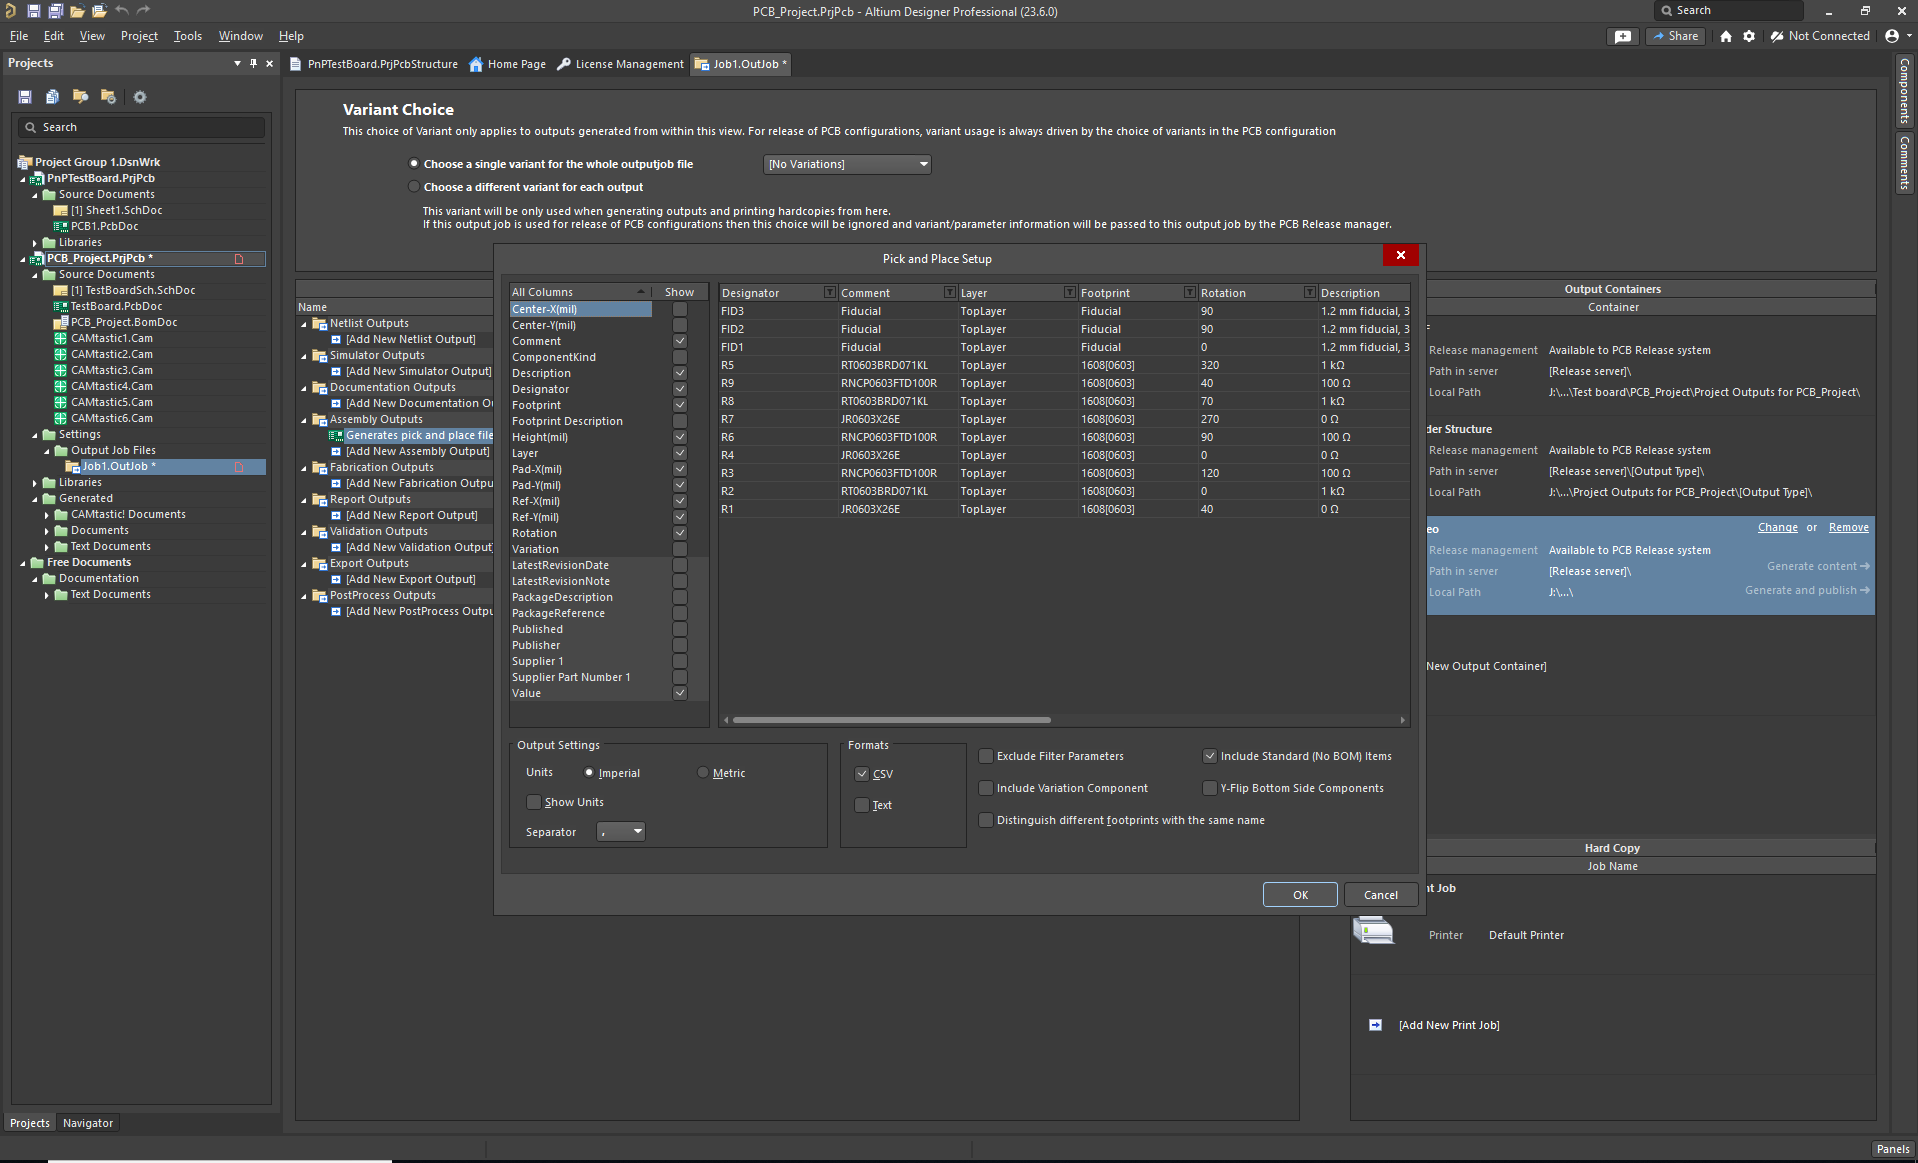 PCB_Project.PrjPcb - Altium Designer Professional (23.6.0)
Search
File Edit View Project Tools Window Help
Share
Not Connected
Projects
PnPTestBoard.PrjPcbStructure
Home Page
License Management
Job1.OutJob *
Components
Comments
Search
Project Group 1.DsnWrk
PnPTestBoard.PrjPcb
Source Documents
[1] Sheet1.SchDoc
PCB1.PcbDoc
Libraries
PCB_Project.PrjPcb *
Source Documents
[1] TestBoardSch.SchDoc
TestBoard.PcbDoc
PCB_Project.BomDoc
CAMtastic1.Cam
CAMtastic2.Cam
CAMtastic3.Cam
CAMtastic4.Cam
CAMtastic5.Cam
CAMtastic6.Cam
Settings
Output Job Files
Job1.OutJob *
Libraries
Generated
CAMtastic! Documents
Documents
Text Documents
Free Documents
Documentation
Text Documents
Projects Navigator
Variant Choice
This choice of Variant only applies to outputs generated from within this view. For release of PCB configurations, variant usage is always driven by the choice of variants in the PCB configuration
Choose a single variant for the whole outputjob file
[No Variations]
Choose a different variant for each output
This variant will be only used when generating outputs and printing hardcopies from here.
If this output job is used for release of PCB configurations then this choice will be ignored and variant/parameter information will be passed to this output job by the PCB Release manager.
Name
Netlist Outputs
[Add New Netlist Output]
Simulator Outputs
[Add New Simulator Output]
Documentation Outputs
[Add New Documentation Ou
Assembly Outputs
Generates pick and place file
[Add New Assembly Output]
Fabrication Outputs
[Add New Fabrication Outpu
Report Outputs
[Add New Report Output]
Validation Outputs
[Add New Validation Output]
Export Outputs
[Add New Export Output]
PostProcess Outputs
[Add New PostProcess Outpu
Pick and Place Setup
All Columns Show
Center-X(mil)
Center-Y(mil)
Comment
ComponentKind
Description
Designator
Footprint
Footprint Description
Height(mil)
Layer
Pad-X(mil)
Pad-Y(mil)
Ref-X(mil)
Ref-Y(mil)
Rotation
Variation
LatestRevisionDate
LatestRevisionNote
PackageDescription
PackageReference
Published
Publisher
Supplier 1
Supplier Part Number 1
Value
Designator Comment Layer Footprint Rotation Description
FID3 Fiducial TopLayer Fiducial 90 1.2 mm fiducial, 3
FID2 Fiducial TopLayer Fiducial 90 1.2 mm fiducial, 3
FID1 Fiducial TopLayer Fiducial 0 1.2 mm fiducial, 3
R5 RT0603BRD071KL TopLayer 1608[0603] 320 1 kΩ
R9 RNCP0603FTD100R TopLayer 1608[0603] 40 100 Ω
R8 RT0603BRD071KL TopLayer 1608[0603] 70 1 kΩ
R7 JR0603X26E TopLayer 1608[0603] 270 0 Ω
R6 RNCP0603FTD100R TopLayer 1608[0603] 90 100 Ω
R4 JR0603X26E TopLayer 1608[0603] 0 0 Ω
R3 RNCP0603FTD100R TopLayer 1608[0603] 120 100 Ω
R2 RT0603BRD071KL TopLayer 1608[0603] 0 1 kΩ
R1 JR0603X26E TopLayer 1608[0603] 40 0 Ω
Output Settings
Units Imperial Metric
Show Units
Separator ,
Formats
CSV
Text
Exclude Filter Parameters
Include Standard (No BOM) Items
Include Variation Component
Y-Flip Bottom Side Components
Distinguish different footprints with the same name
OK Cancel
Output Containers
Container
F
Release management Available to PCB Release system
Path in server [Release server]\
Local Path J:\...\Test board\PCB_Project\Project Outputs for PCB_Project\
der Structure
Release management Available to PCB Release system
Path in server [Release server]\[Output Type]\
Local Path J:\...\Project Outputs for PCB_Project\[Output Type]\
eo
Change or Remove
Release management Available to PCB Release system
Path in server [Release server]\
Generate content
Local Path J:\...\
Generate and publish
New Output Container]
Hard Copy
Job Name
nt Job
Printer Default Printer
[Add New Print Job]
Panels